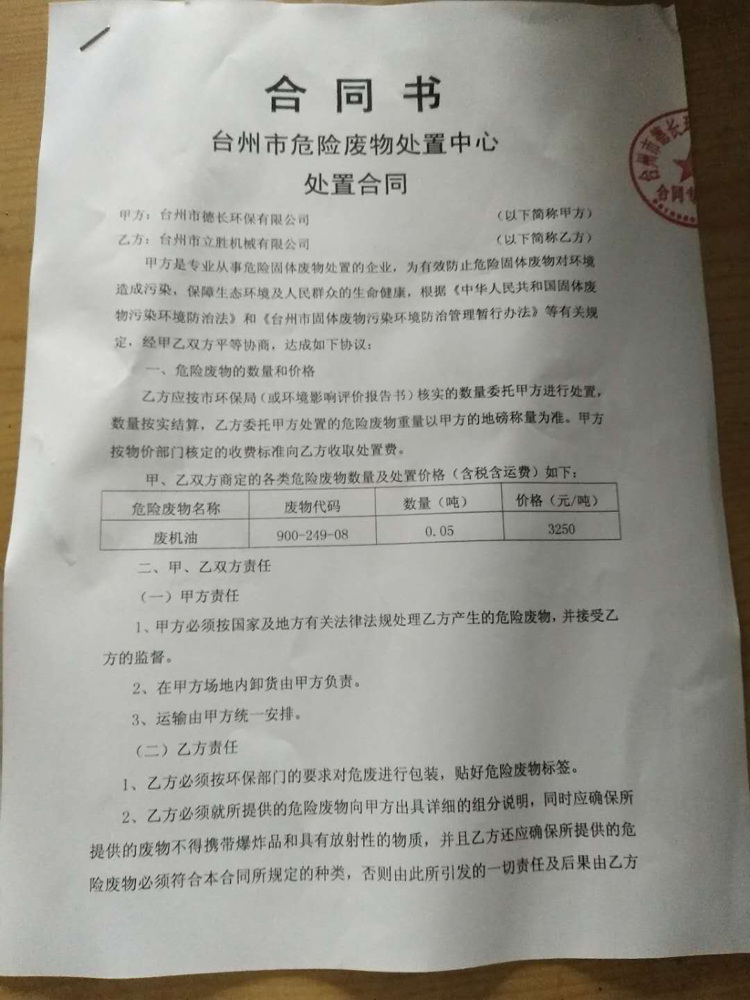 合同书
台州市危险废物处置中心
处置合同
甲方：台州市德长环保有限公司 （以下简称甲方）
乙方：台州市立胜机械有限公司 （以下简称乙方）
甲方是专业从事危险固体废物处置的企业，为有效防止危险固体废物对环境
造成污染，保障生态环境及人民群众的生命健康，根据《中华人民共和国固体废
物污染环境防治法》和《台州市固体废物污染环境防治管理暂行办法》等有关规
定，经甲乙双方平等协商，达成如下协议：
一、危险废物的数量和价格
乙方应按市环保局（或环境影响评价报告书）核实的数量委托甲方进行处置，
数量按实结算，乙方委托甲方处置的危险废物重量以甲方的地磅称量为准。甲方
按物价部门核定的收费标准向乙方收取处置费。
甲、乙双方商定的各类危险废物数量及处置价格（含税含运费）如下：
危险废物名称 废物代码 数量（吨） 价格（元/吨）
废机油 900-249-08 0.05 3250
二、甲、乙双方责任
（一）甲方责任
1、甲方必须按国家及地方有关法律法规处理乙方产生的危险废物，并接受乙
方的监督。
2、在甲方场地内卸货由甲方负责。
3、运输由甲方统一安排。
（二）乙方责任
1、乙方必须按环保部门的要求对危废进行包装，贴好危险废物标签。
2、乙方必须就所提供的危险废物向甲方出具详细的组分说明，同时应确保所
提供的废物不得携带爆炸品和具有放射性的物质，并且乙方还应确保所提供的危
险废物必须符合本合同所规定的种类，否则由此所引发的一切责任及后果由乙方
台州市德长
合同专